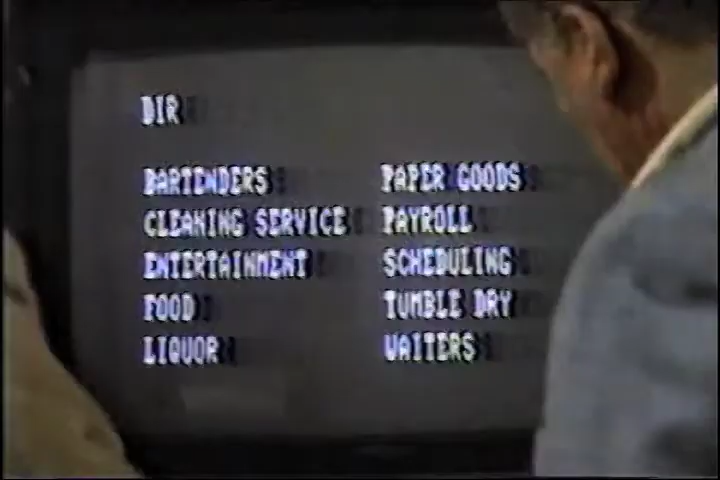 DIR
BARTENDERS PAPER GOODS
CLEANING SERVICE PAYROLL
ENTERTAINMENT SCHEDULING
FOOD TUMBLE DRY
LIQUOR WAITERS